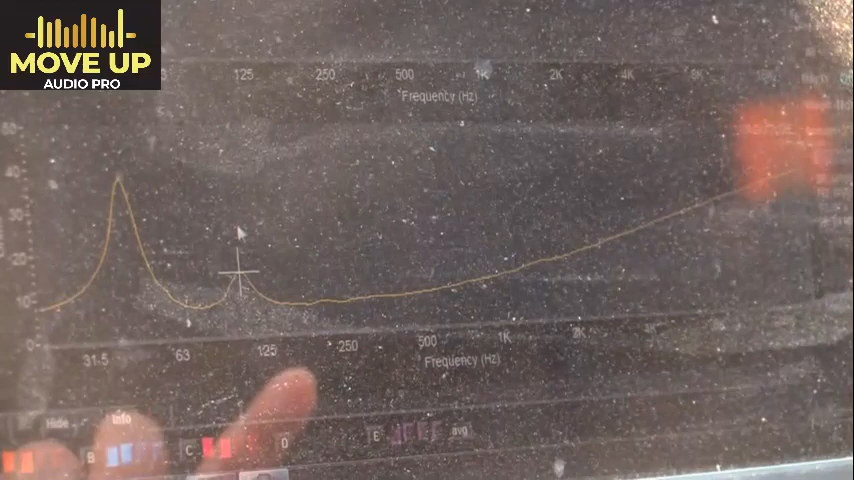 MOVE UP
AUDIO PRO
125 250 500 1K 2K 4K
Frequency (Hz)
40
30
20
10
0
31.5 63 125 250 500 1K 2K 4K
Frequency (Hz)
Hide Info
B C D E avg